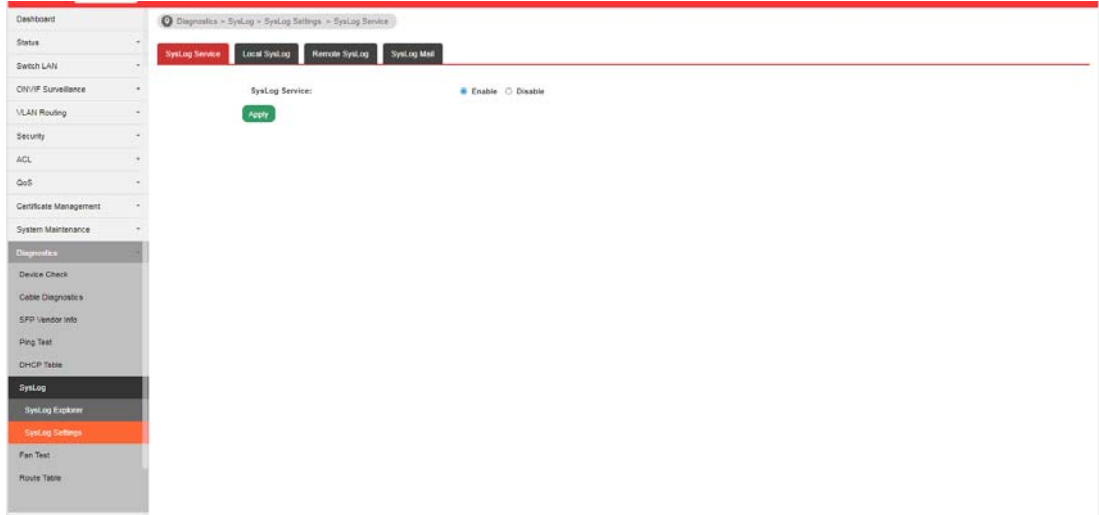 Dashboard
Status
Switch LAN
ONVIF Surveillance
VLAN Routing
Security
ACL
QoS
Certificate Management
System Maintenance
Diagnostics
Device Check
Cable Diagnostics
SFP Vendor Info
Ping Test
DHCP Table
SysLog
SysLog Explorer
SysLog Settings
Fan Test
Route Table
Diagnostics > SysLog > SysLog Settings > SysLog Service
SysLog Service Local SysLog Remote SysLog SysLog Mail
SysLog Service: Enable Disable
Apply